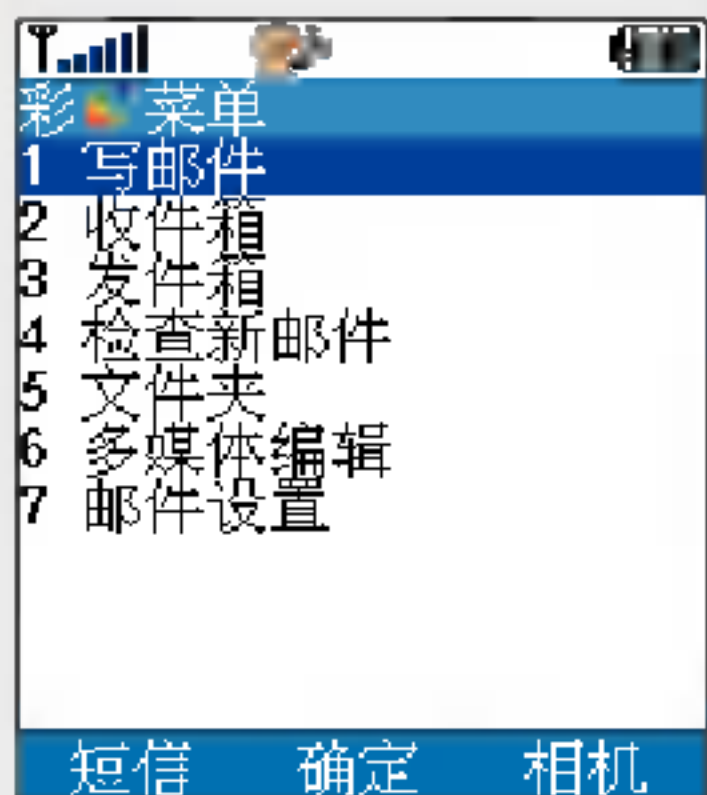 彩e菜单
1 写邮件
2 收件箱
3 发件箱
4 检查新邮件
5 文件夹
6 多媒体编辑
7 邮件设置
短信 确定 相机